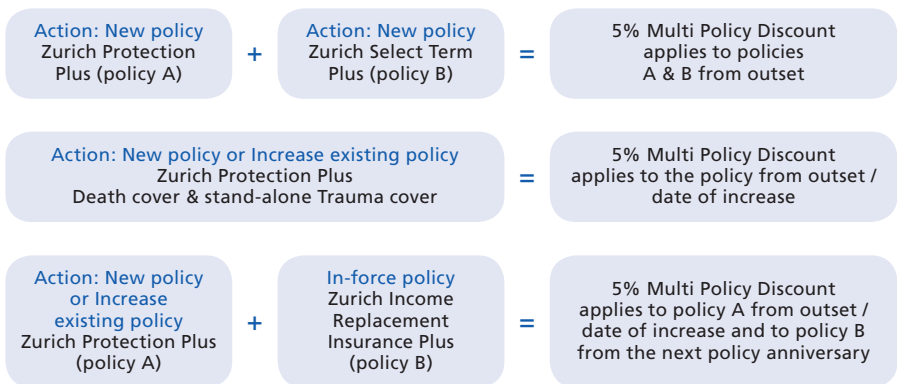 Action: New policy
Zurich Protection
Plus (policy A)
+
Action: New policy
Zurich Select Term
Plus (policy B)
=
5% Multi Policy Discount
applies to policies
A & B from outset
Action: New policy or Increase existing policy
Zurich Protection Plus
Death cover & stand-alone Trauma cover
=
5% Multi Policy Discount
applies to the policy from outset /
date of increase
Action: New policy
or Increase
existing policy
Zurich Protection Plus
(policy A)
+
In-force policy
Zurich Income
Replacement
Insurance Plus
(policy B)
=
5% Multi Policy Discount
applies to policy A from outset /
date of increase and to policy B
from the next policy anniversary